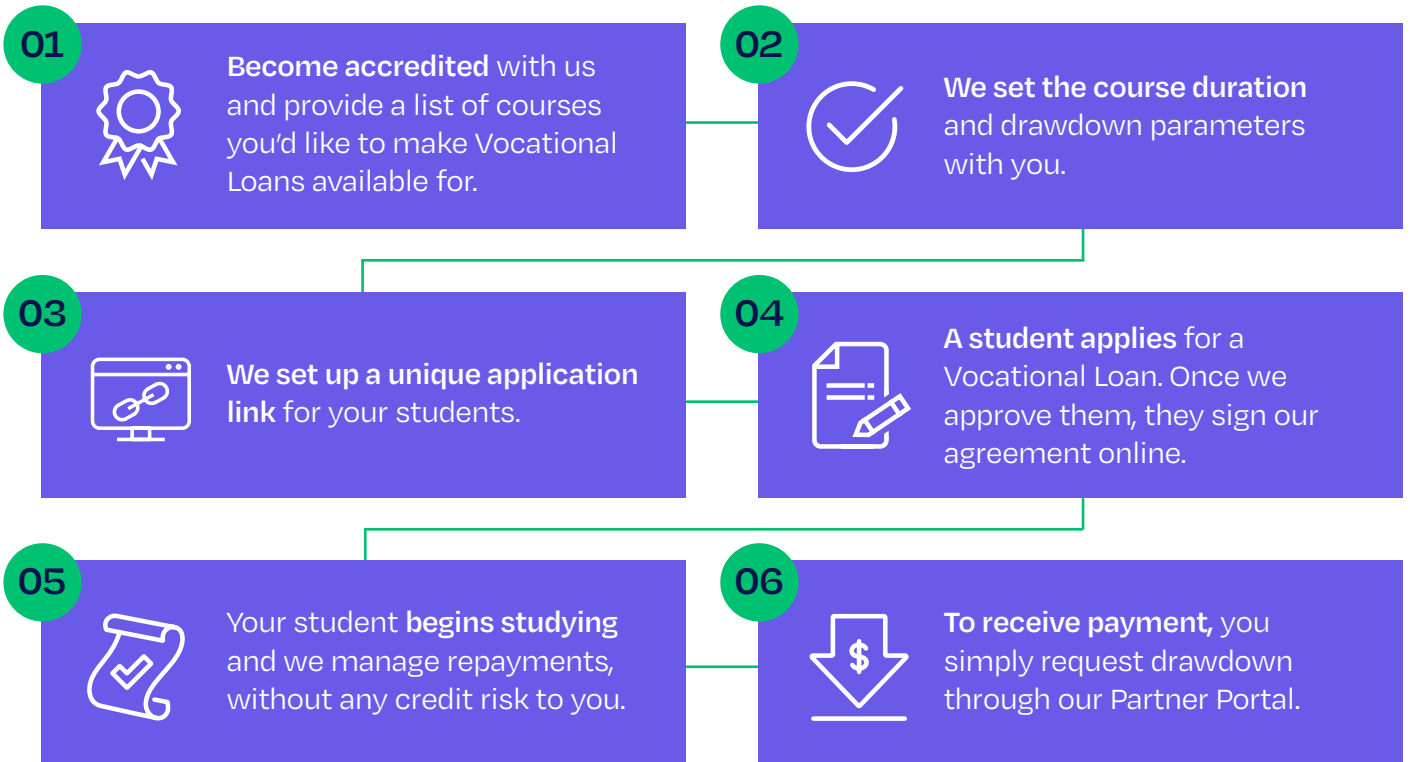 01
Become accredited with us
and provide a list of courses
you’d like to make Vocational
Loans available for.
02
We set the course duration
and drawdown parameters
with you.
03
We set up a unique application
link for your students.
04
A student applies for a
Vocational Loan. Once we
approve them, they sign our
agreement online.
05
Your student begins studying
and we manage repayments,
without any credit risk to you.
06
$
To receive payment, you
simply request drawdown
through our Partner Portal.